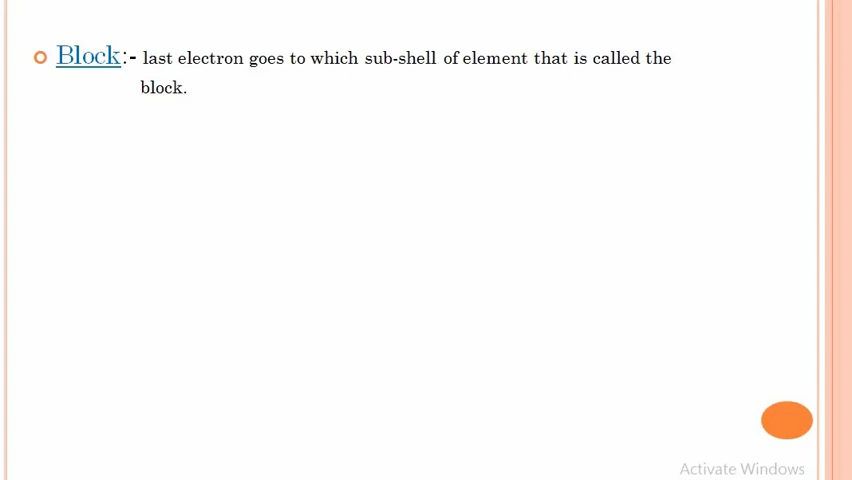 Block:- last electron goes to which sub-shell of element that is called the
block.
Activate Windows